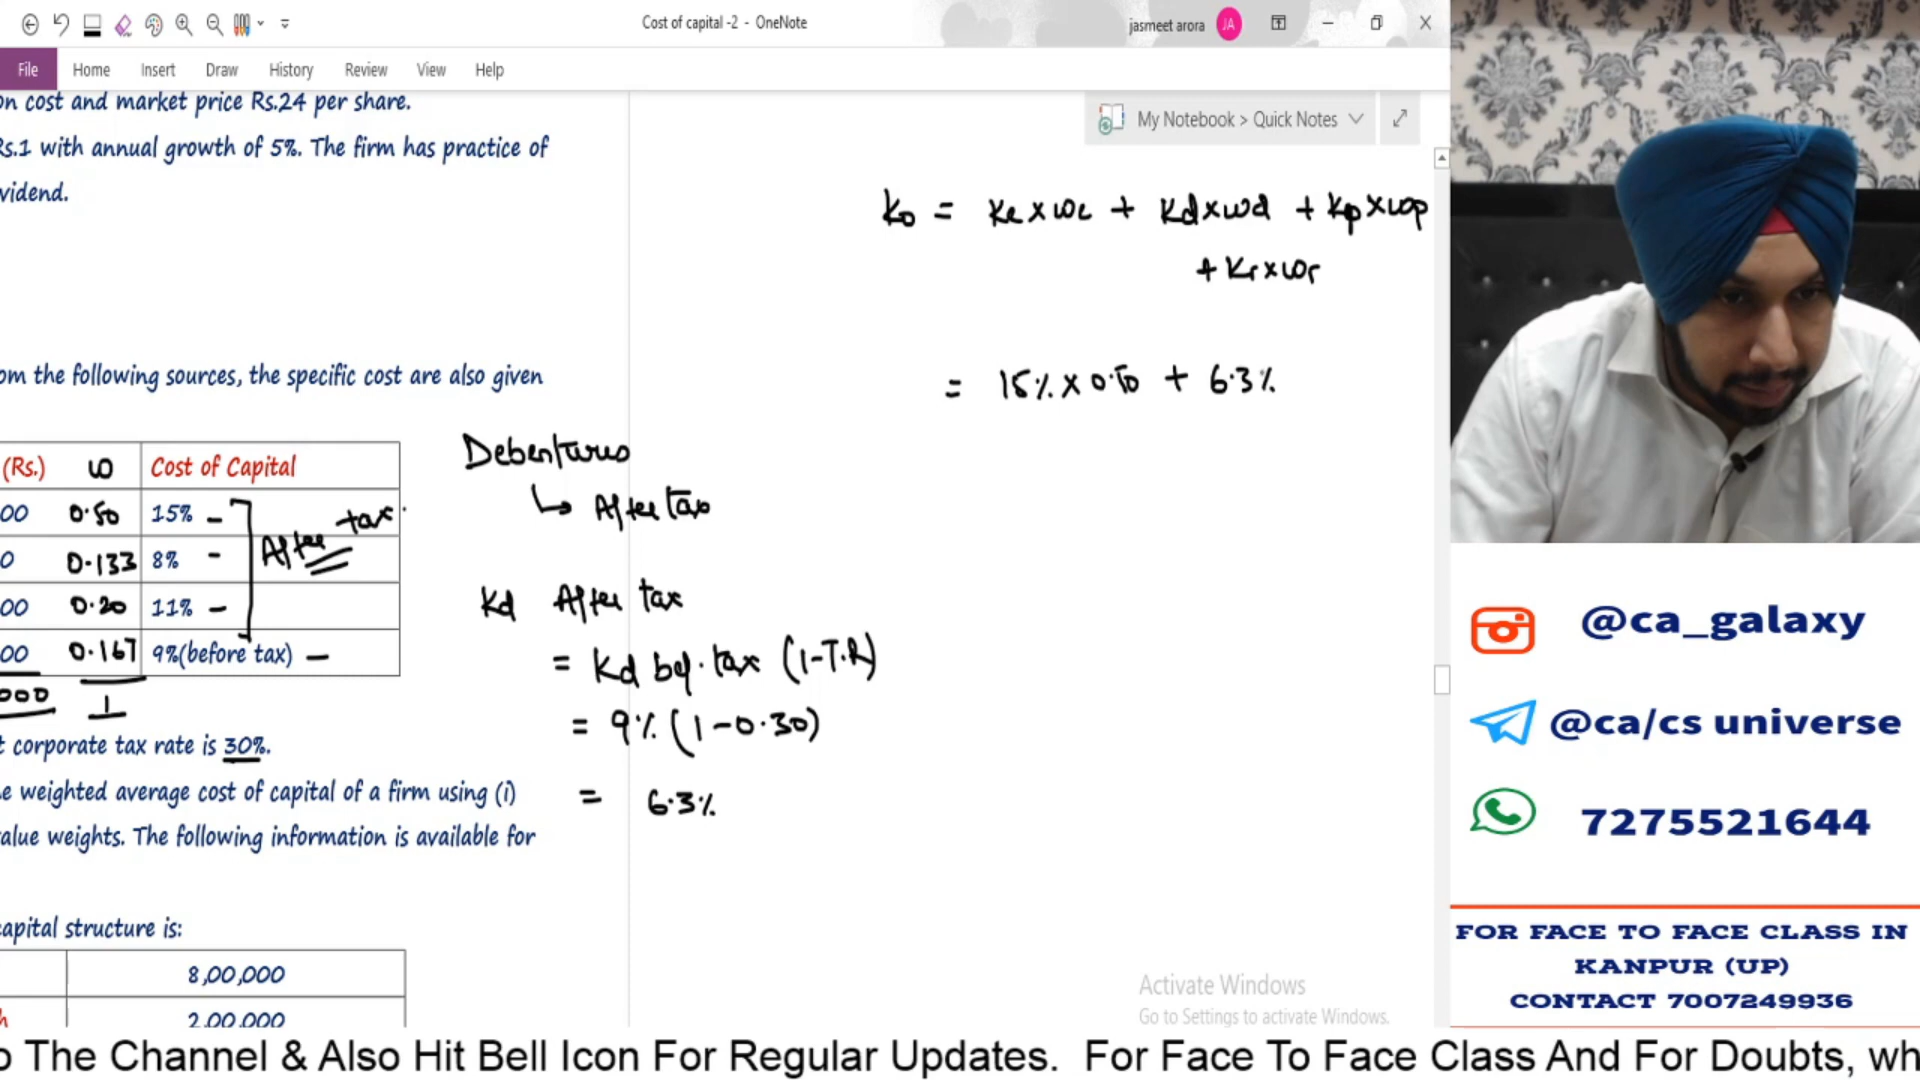 Cost of capital -2 - OneNote
jasmeet arora
JA
File Home Insert Draw History Review View Help
on cost and market price Rs.24 per share.
Rs.1 with annual growth of 5%. The firm has practice of
vidend.
My Notebook > Quick Notes
Ko = Ke x We + Kd x Wd + Kp x Wp
+ Kr x Wr
= 15% x 0.50 + 6.3%
om the following sources, the specific cost are also given
(Rs.) W Cost of Capital
00 0.50 15% -
0 0.133 8% -
00 0.20 11% -
00 0.167 9%(before tax) -
After tax
000 1
Debentures
↳ After tax
Kd After tax
= Kd bef. tax (1-T.R)
= 9% (1-0.30)
= 6.3%
t corporate tax rate is 30%.
e weighted average cost of capital of a firm using (i)
alue weights. The following information is available for
capital structure is:
8,00,000
h 2,00,000
Activate Windows
Go to Settings to activate Windows.
@ca_galaxy
@ca/cs universe
7275521644
FOR FACE TO FACE CLASS IN
KANPUR (UP)
CONTACT 7007249936
o The Channel & Also Hit Bell Icon For Regular Updates. For Face To Face Class And For Doubts, wh